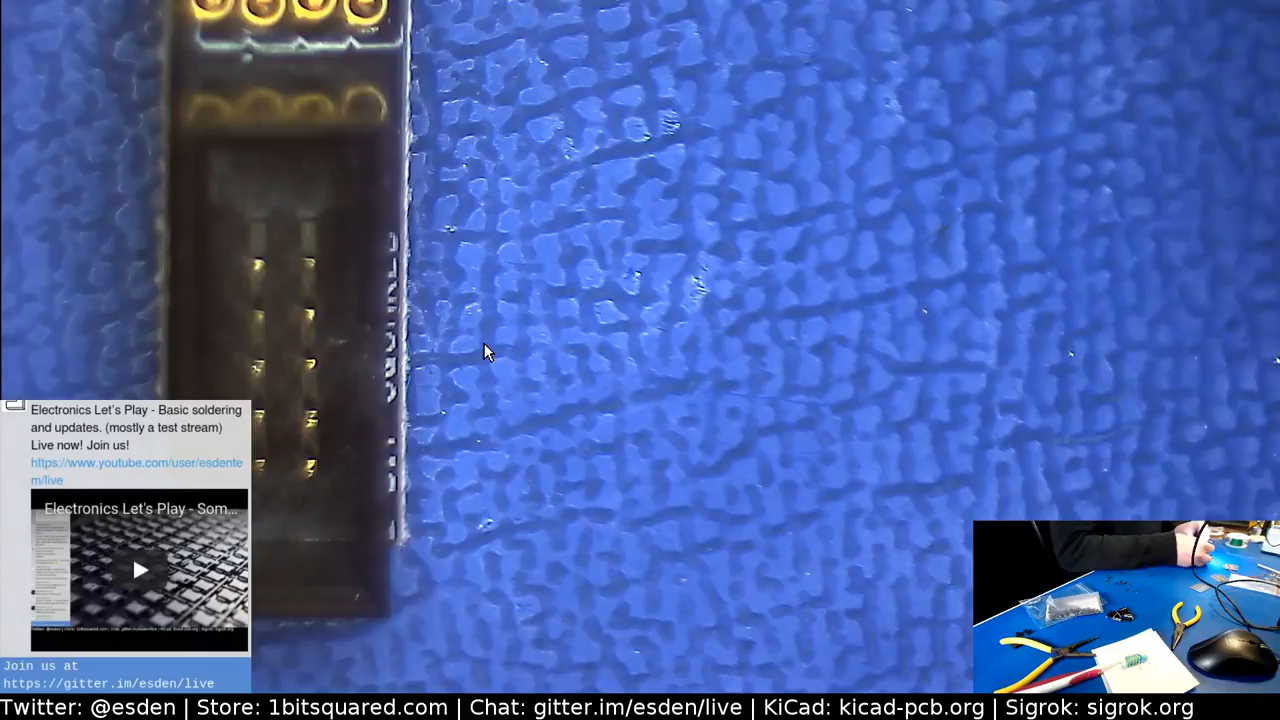 Electronics Let's Play - Basic soldering
and updates. (mostly a test stream)
Live now! Join us!
https://www.youtube.com/user/esdente
m/live
Electronics Let's Play - Som...
Join us at
https://gitter.im/esden/live
Twitter: @esden | Store: 1bitsquared.com | Chat: gitter.im/esden/live | KiCad: kicad-pcb.org | Sigrok: sigrok.org